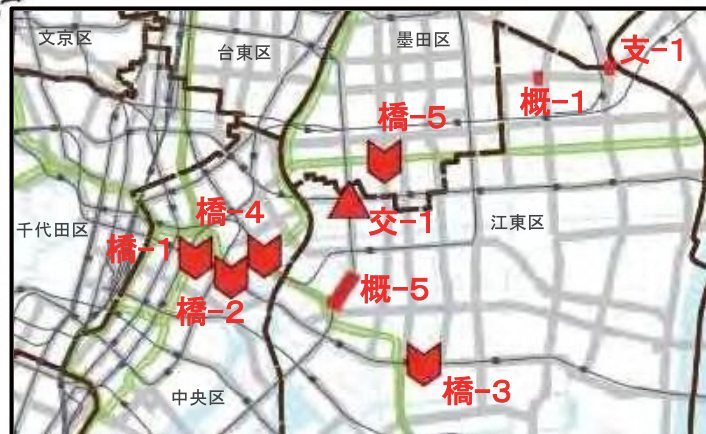 文京区
台東区
墨田区
支-1
概-1
橋-5
橋-4
交-1
江東区
千代田区
橋-1
概-5
橋-2
橋-3
中央区